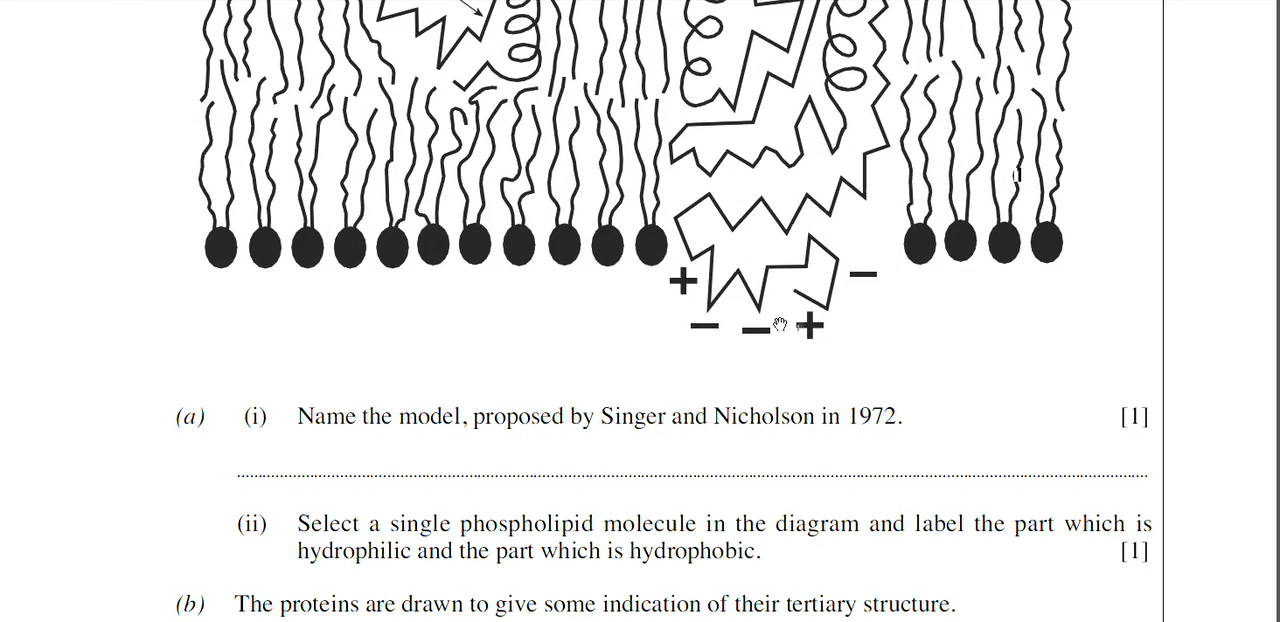 + −
− − +
(a) (i) Name the model, proposed by Singer and Nicholson in 1972. [1]
(ii) Select a single phospholipid molecule in the diagram and label the part which is
hydrophilic and the part which is hydrophobic. [1]
(b) The proteins are drawn to give some indication of their tertiary structure.